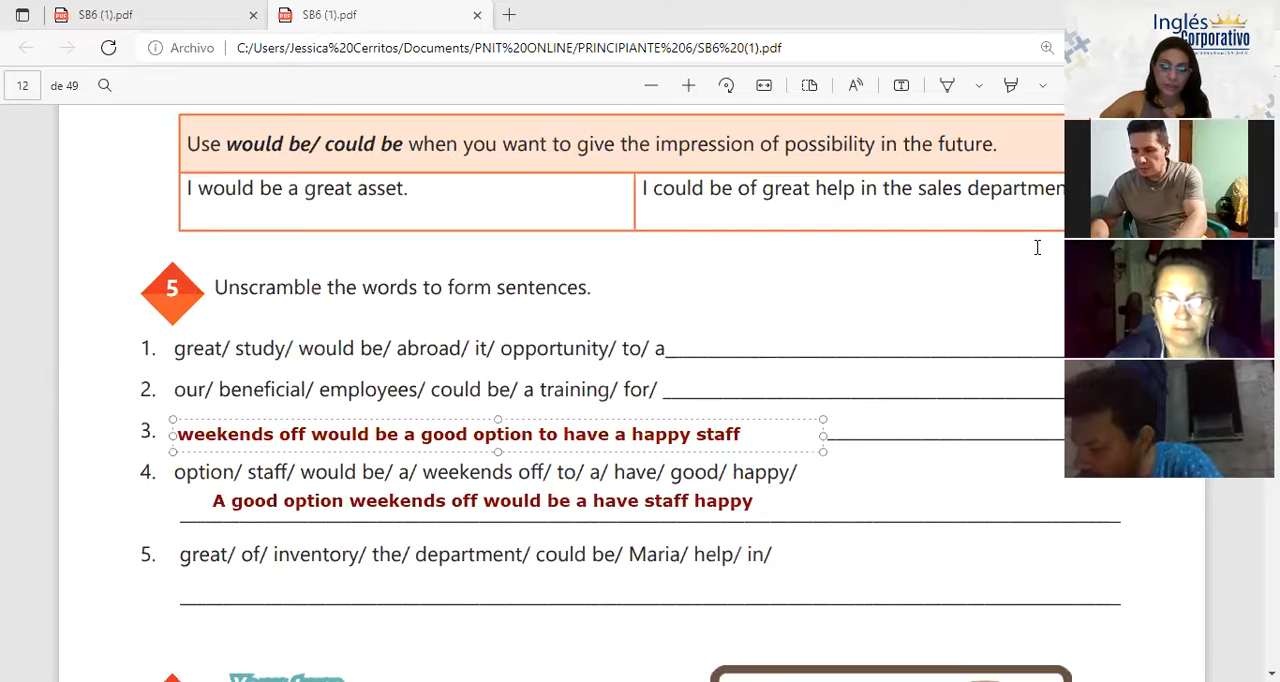 SB6 (1).pdf
SB6 (1).pdf
Inglés
Corporativo
Archivo C:/Users/Jessica%20Cerritos/Documents/PNIT%20ONLINE/PRINCIPIANTE%206/SB6%20(1).pdf
12 de 49
Use would be/ could be when you want to give the impression of possibility in the future.
I would be a great asset.
I could be of great help in the sales departmen
5 Unscramble the words to form sentences.
1. great/ study/ would be/ abroad/ it/ opportunity/ to/ a
2. our/ beneficial/ employees/ could be/ a training/ for/
3. weekends off would be a good option to have a happy staff
4. option/ staff/ would be/ a/ weekends off/ to/ a/ have/ good/ happy/
A good option weekends off would be a have staff happy
5. great/ of/ inventory/ the/ department/ could be/ Maria/ help/ in/